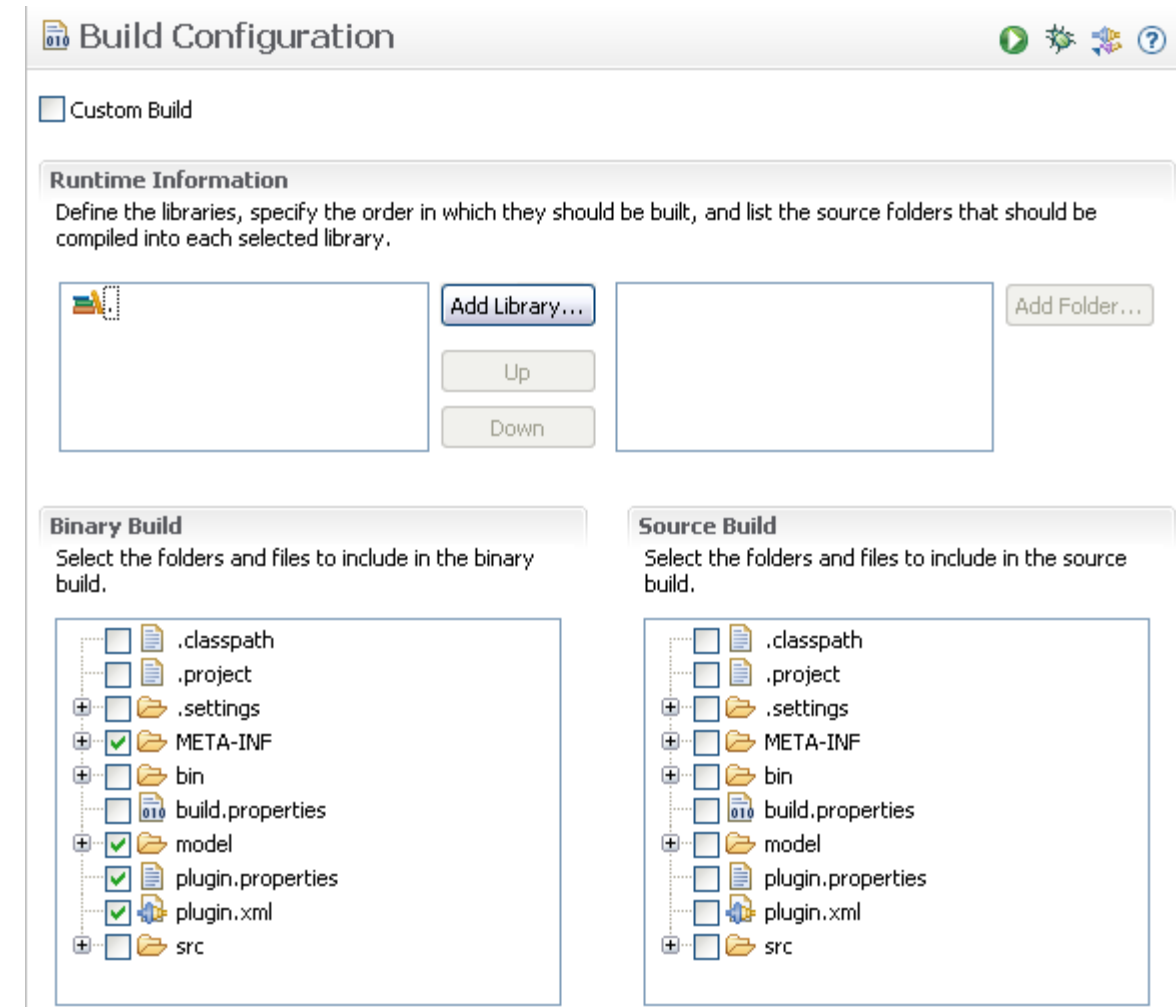 Build Configuration
Custom Build
Runtime Information
Define the libraries, specify the order in which they should be built, and list the source folders that should be
compiled into each selected library.
.
Add Library...
Add Folder...
Up
Down
Binary Build
Select the folders and files to include in the binary
build.
.classpath
.project
.settings
META-INF
bin
build.properties
model
plugin.properties
plugin.xml
src
Source Build
Select the folders and files to include in the source
build.
.classpath
.project
.settings
META-INF
bin
build.properties
model
plugin.properties
plugin.xml
src